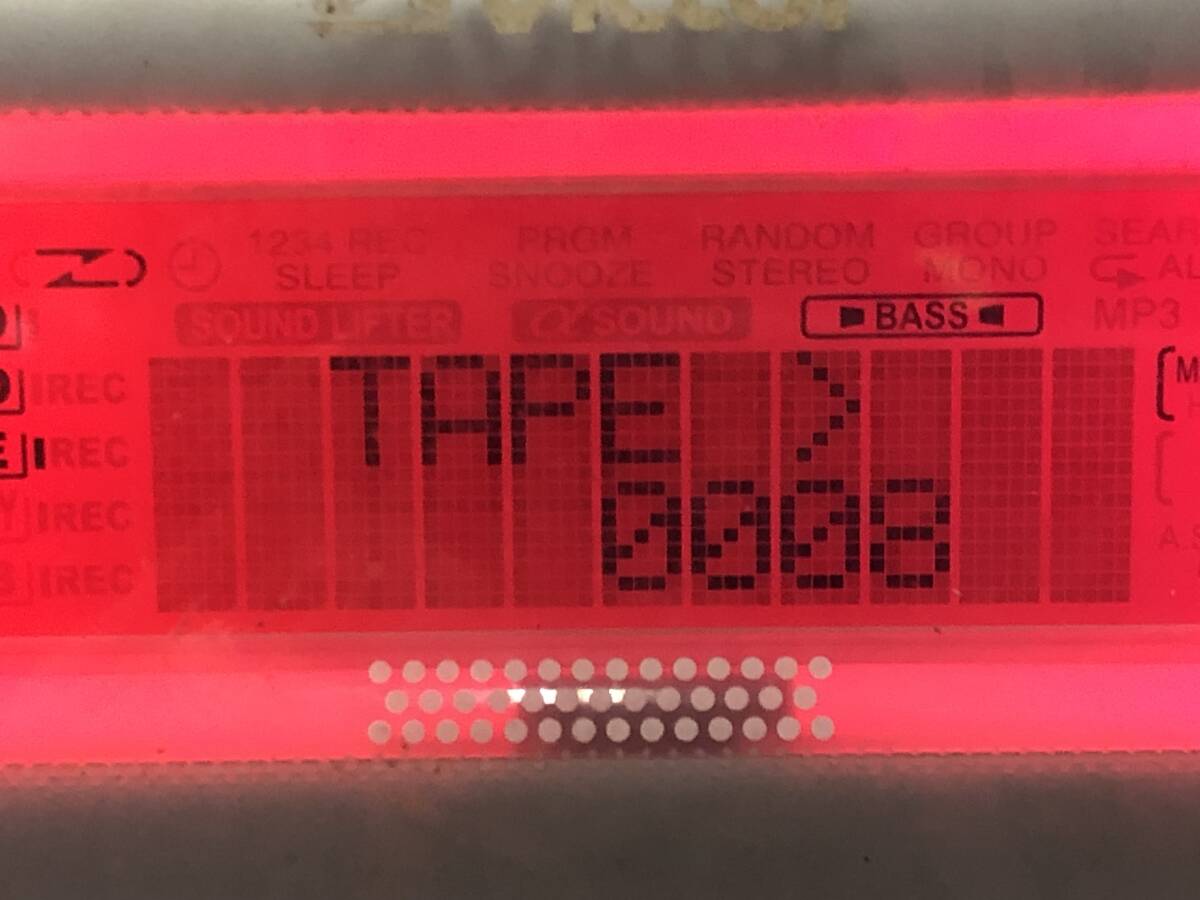 1234 REC PRGM RANDOM GROUP
SLEEP SNOOZE STEREO MONO
SOUND LIFTER α SOUND BASS MP3
REC
REC
REC
REC
TAPE >
0008